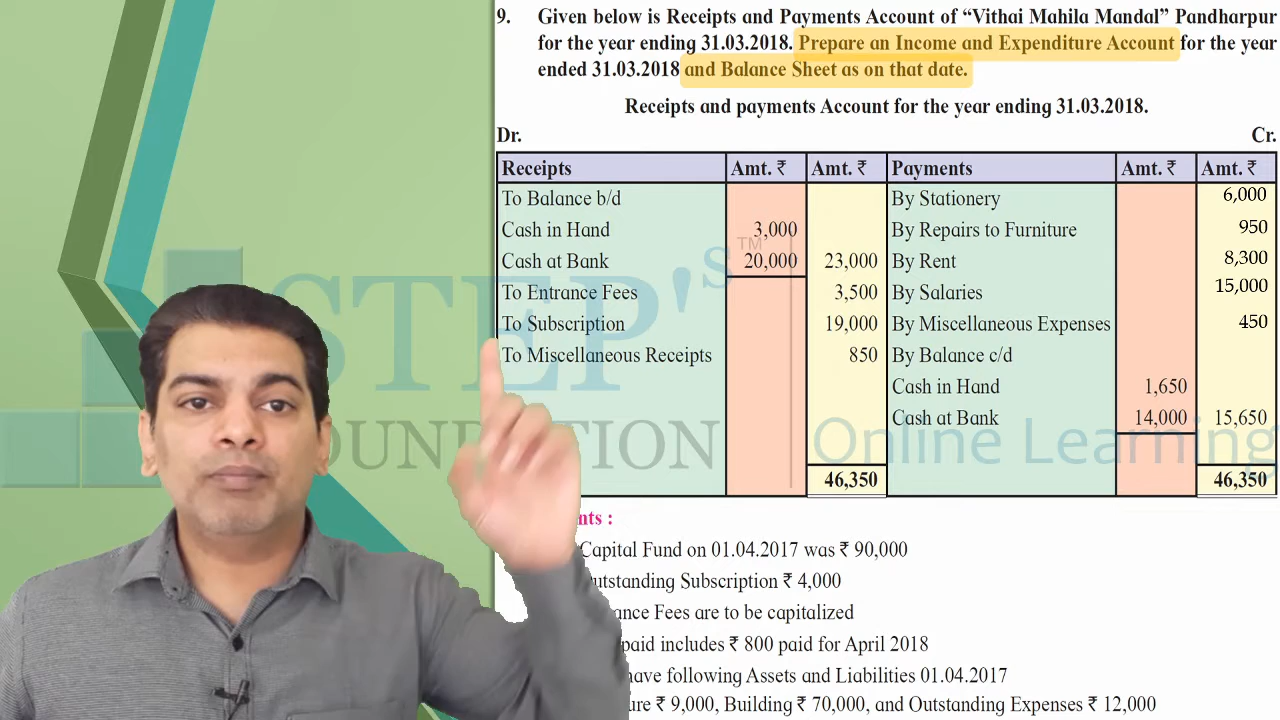 9. Given below is Receipts and Payments Account of “Vithai Mahila Mandal” Pandharpur
for the year ending 31.03.2018. Prepare an Income and Expenditure Account for the year
ended 31.03.2018 and Balance Sheet as on that date.
Receipts and payments Account for the year ending 31.03.2018.
Dr. Cr.
Receipts Amt. ₹ Amt. ₹ Payments Amt. ₹ Amt. ₹
To Balance b/d By Stationery 6,000
Cash in Hand 3,000 By Repairs to Furniture 950
Cash at Bank 20,000 23,000 By Rent 8,300
To Entrance Fees 3,500 By Salaries 15,000
To Subscription 19,000 By Miscellaneous Expenses 450
To Miscellaneous Receipts 850 By Balance c/d
Cash in Hand 1,650
Cash at Bank 14,000 15,650
46,350 46,350
STEP'S™
FOUNDATION
Online Learning
:
Capital Fund on 01.04.2017 was ₹ 90,000
Subscription ₹ 4,000
Fees are to be capitalized
paid includes ₹ 800 paid for April 2018
have following Assets and Liabilities 01.04.2017
₹ 9,000, Building ₹ 70,000, and Outstanding Expenses ₹ 12,000